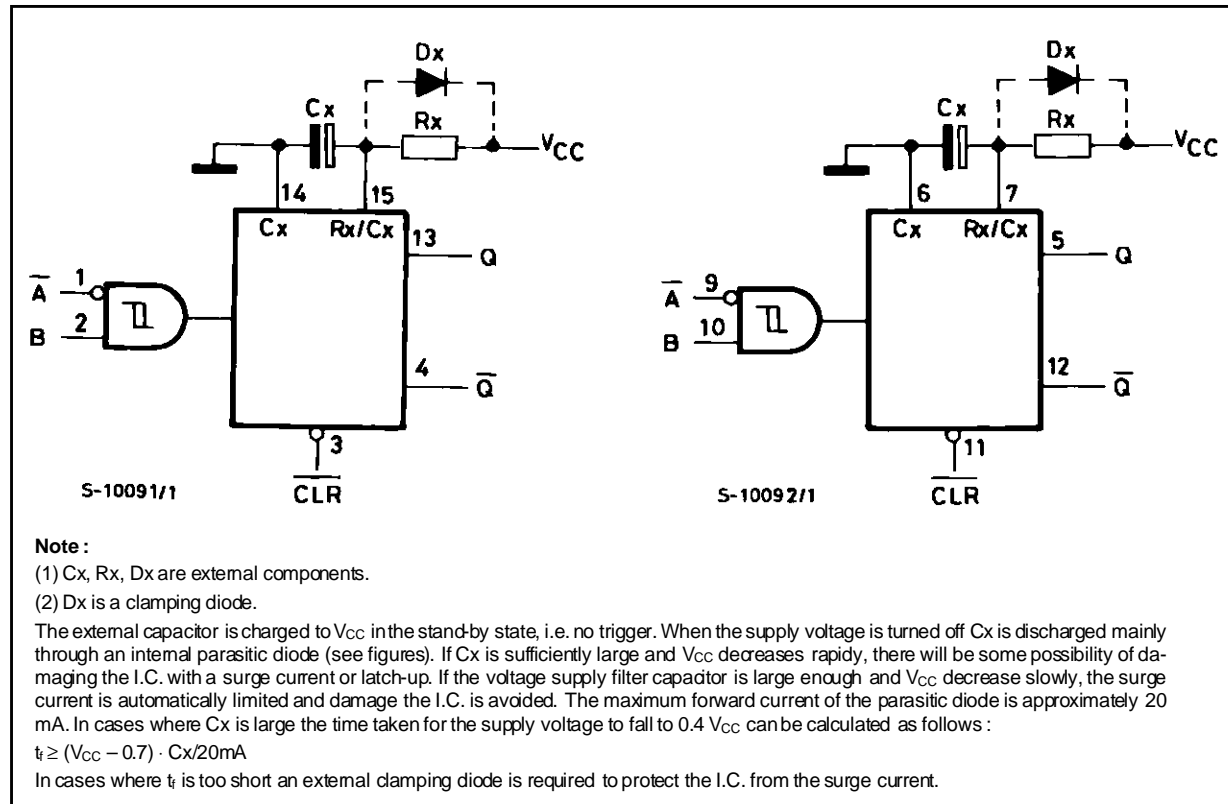 Dx
Cx
Rx
VCC
14
15
Cx
Rx/Cx
13
Q
A̅
1
B
2
4
Q̅
3
C̅L̅R̅
S-10091/1
Dx
Cx
Rx
VCC
6
7
Cx
Rx/Cx
5
Q
A̅
9
B
10
12
Q̅
11
C̅L̅R̅
S-10092/1
Note :
(1) Cx, Rx, Dx are external components.
(2) Dx is a clamping diode.
The external capacitor is charged to VCC in the stand-by state, i.e. no trigger. When the supply voltage is turned off Cx is discharged mainly
through an internal parasitic diode (see figures). If Cx is sufficiently large and VCC decreases rapidly, there will be some possibility of da-
maging the I.C. with a surge current or latch-up. If the voltage supply filter capacitor is large enough and VCC decrease slowly, the surge
current is automatically limited and damage the I.C. is avoided. The maximum forward current of the parasitic diode is approximately 20
mA. In cases where Cx is large the time taken for the supply voltage to fall to 0.4 VCC can be calculated as follows :
tf ≥ (VCC – 0.7) · Cx/20mA
In cases where tf is too short an external clamping diode is required to protect the I.C. from the surge current.